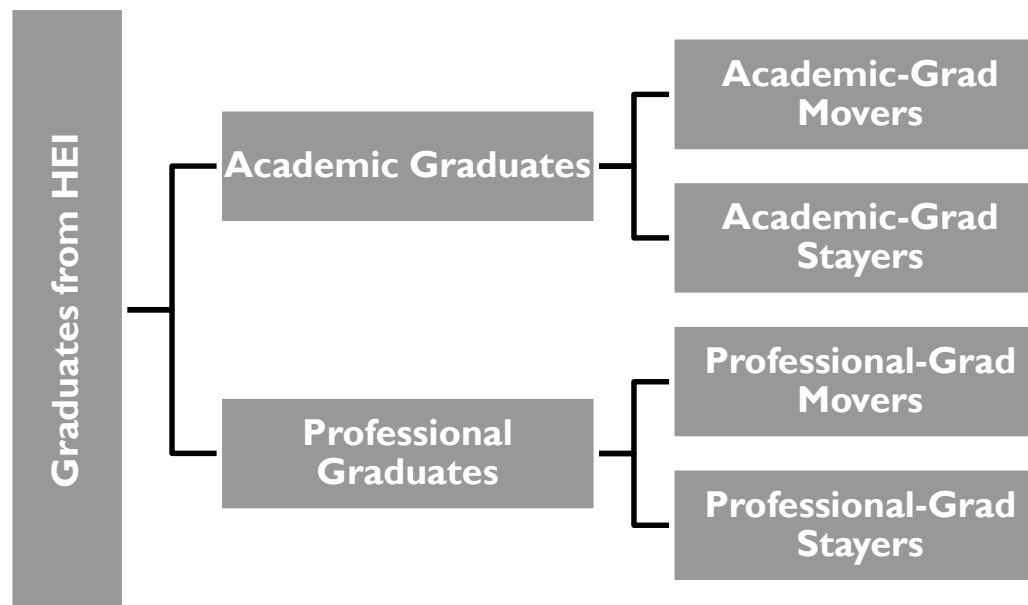 Graduates from HEI
Academic Graduates
Professional
Graduates
Academic-Grad
Movers
Academic-Grad
Stayers
Professional-Grad
Movers
Professional-Grad
Stayers